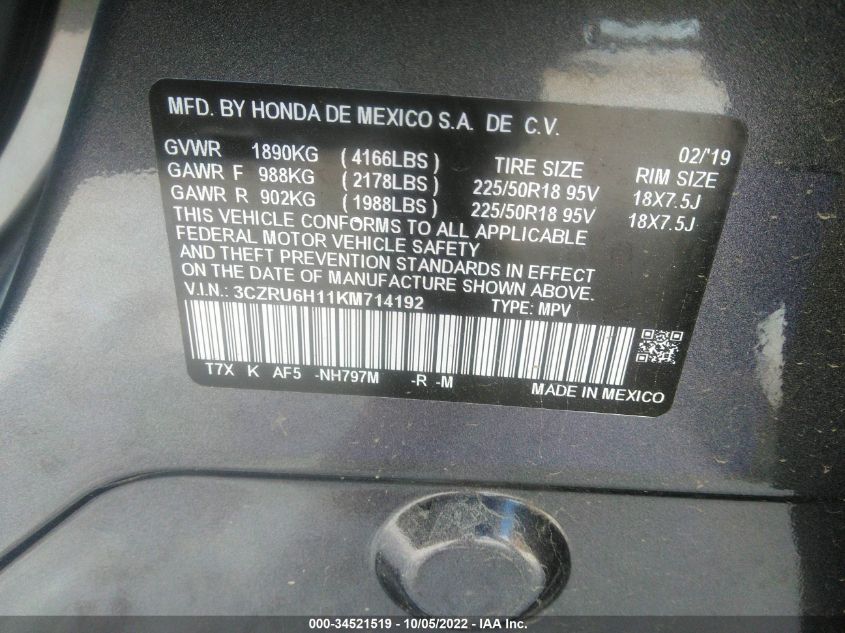 MFD. BY HONDA DE MEXICO S.A. DE C.V.
02/'19
GVWR 1890KG (4166LBS) TIRE SIZE RIM SIZE
GAWR F 988KG (2178LBS) 225/50R18 95V 18X7.5J
GAWR R 902KG (1988LBS) 225/50R18 95V 18X7.5J
THIS VEHICLE CONFORMS TO ALL APPLICABLE
FEDERAL MOTOR VEHICLE SAFETY
AND THEFT PREVENTION STANDARDS IN EFFECT
ON THE DATE OF MANUFACTURE SHOWN ABOVE.
V.I.N.: 3CZRU6H11KM714192 TYPE: MPV
T7X K AF5 -NH797M -R -M
MADE IN MEXICO
000-34521519 - 10/05/2022 - IAA Inc.